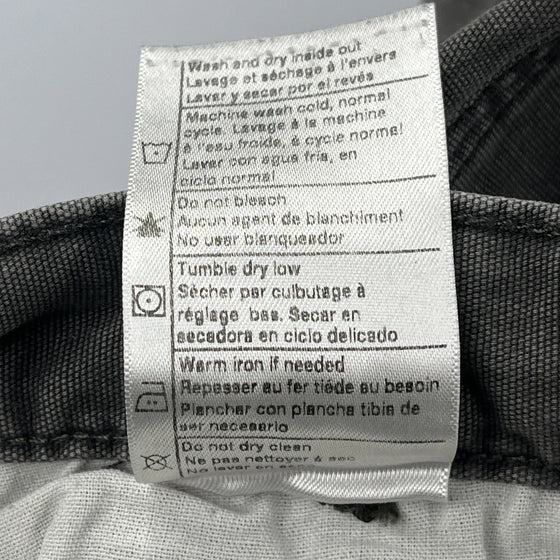 Wash and dry inside out
Lavage et séchage à l'envers
Lavar y secar por el revés
Machine wash cold, normal
cycle. Lavage à la machine
à l'eau froide, à cycle normal
Lavar con agua fria, en
ciclo normal
Do not bleach
Aucun agent de blanchiment
No usar blanqueador
Tumble dry low
Sécher par culbutage à
réglage bas. Secar en
secadora en ciclo delicado
Warm iron if needed
Repasser au fer tiède au besoin
Planchar con plancha tibia de
ser necesario
Do not dry clean
Ne pas nettoyer à sec
No lavar en